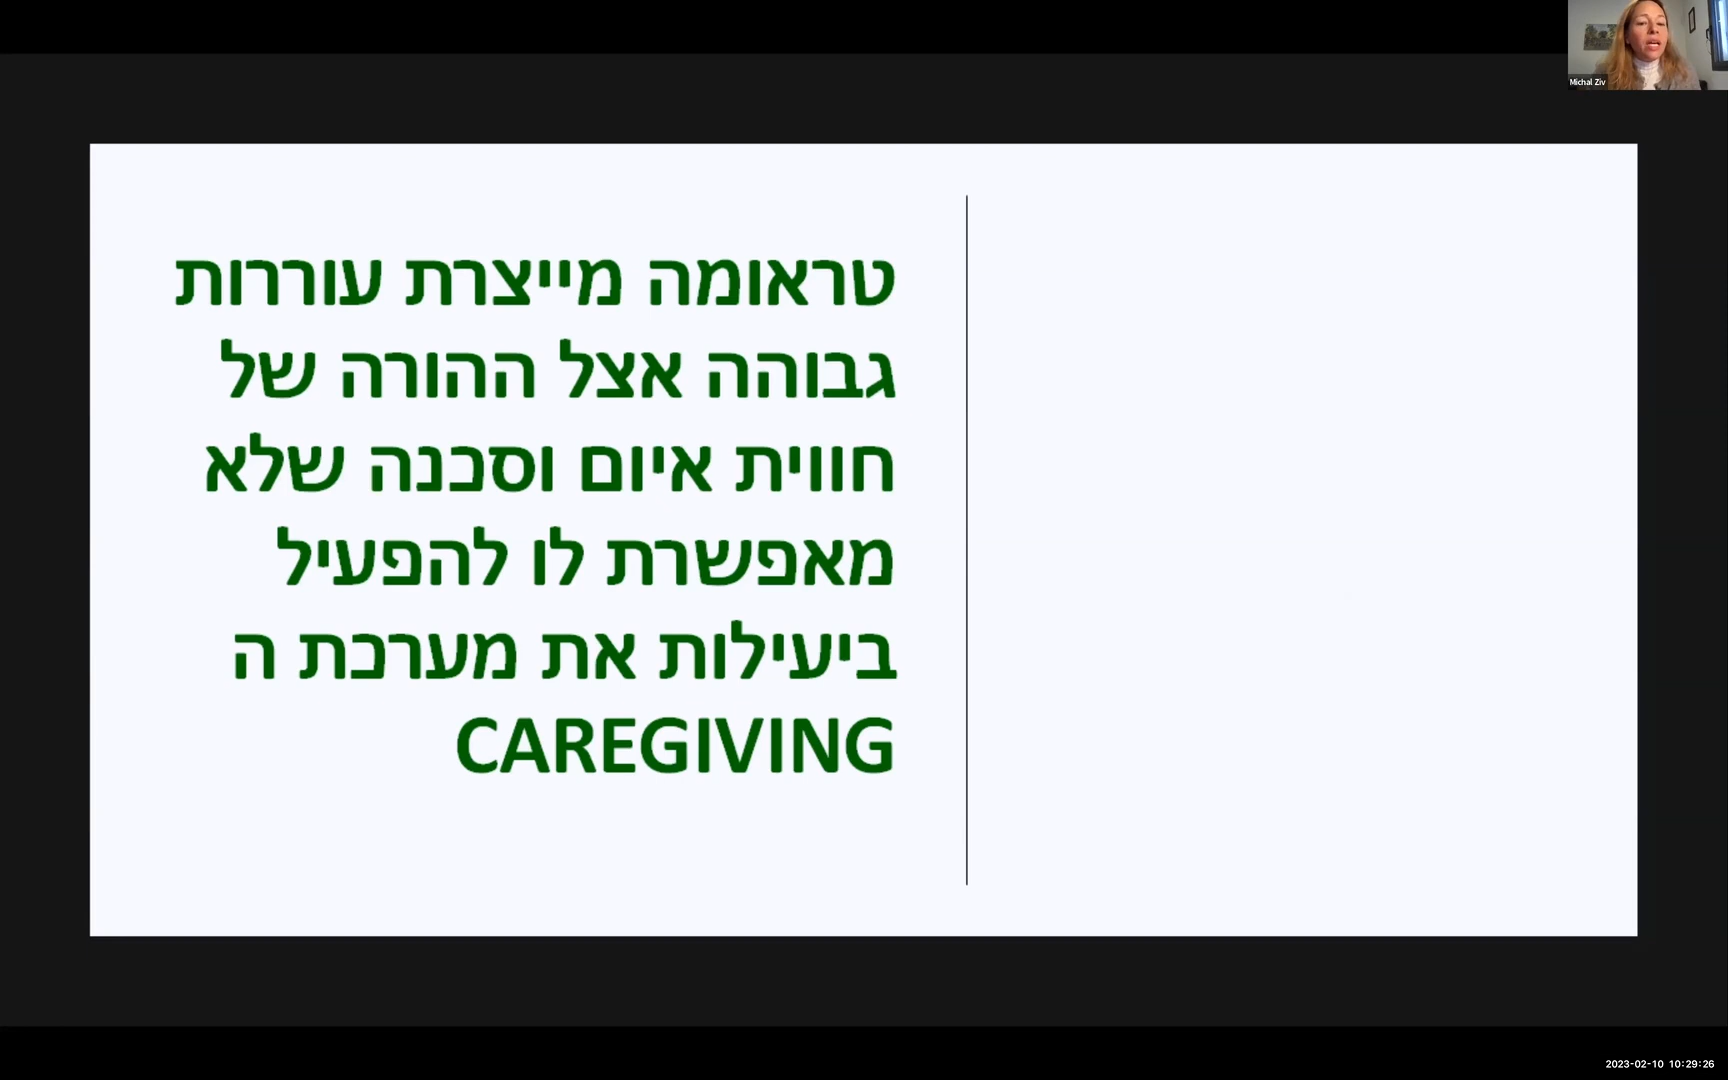 Michal Ziv
טראומה מייצרת עוררות
גבוהה אצל ההורה של
חווית איום וסכנה שלא
מאפשרת לו להפעיל
ביעילות את מערכת ה
CAREGIVING
2023-02-10 10:29:26